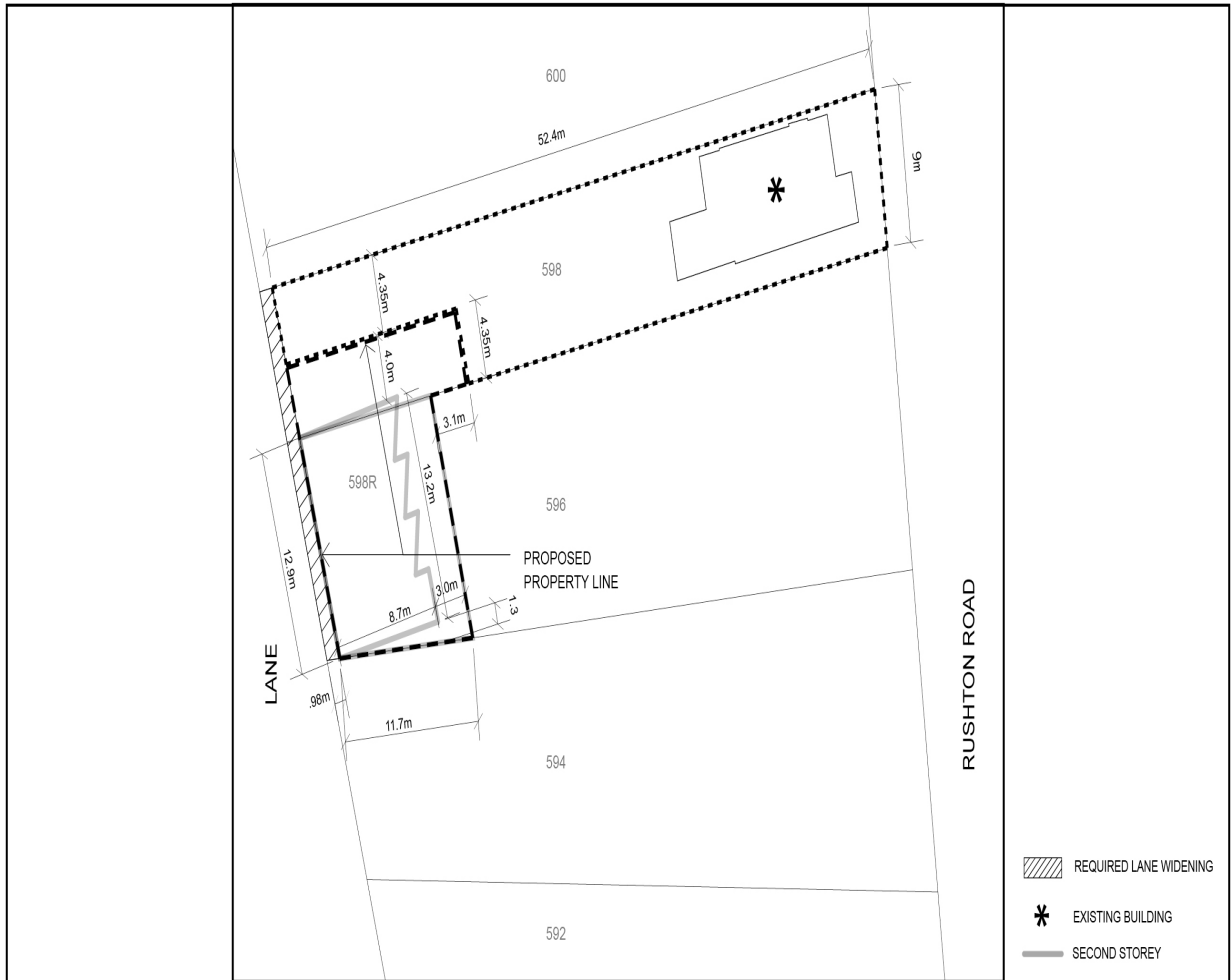 600
52.4m
9m
598
4.35m
4.35m
4.0m
3.1m
598R
13.2m
596
PROPOSED
PROPERTY LINE
12.9m
3.0m
8.7m
1.3
LANE
.98m
11.7m
RUSHTON ROAD
594
592
REQUIRED LANE WIDENING
EXISTING BUILDING
SECOND STOREY